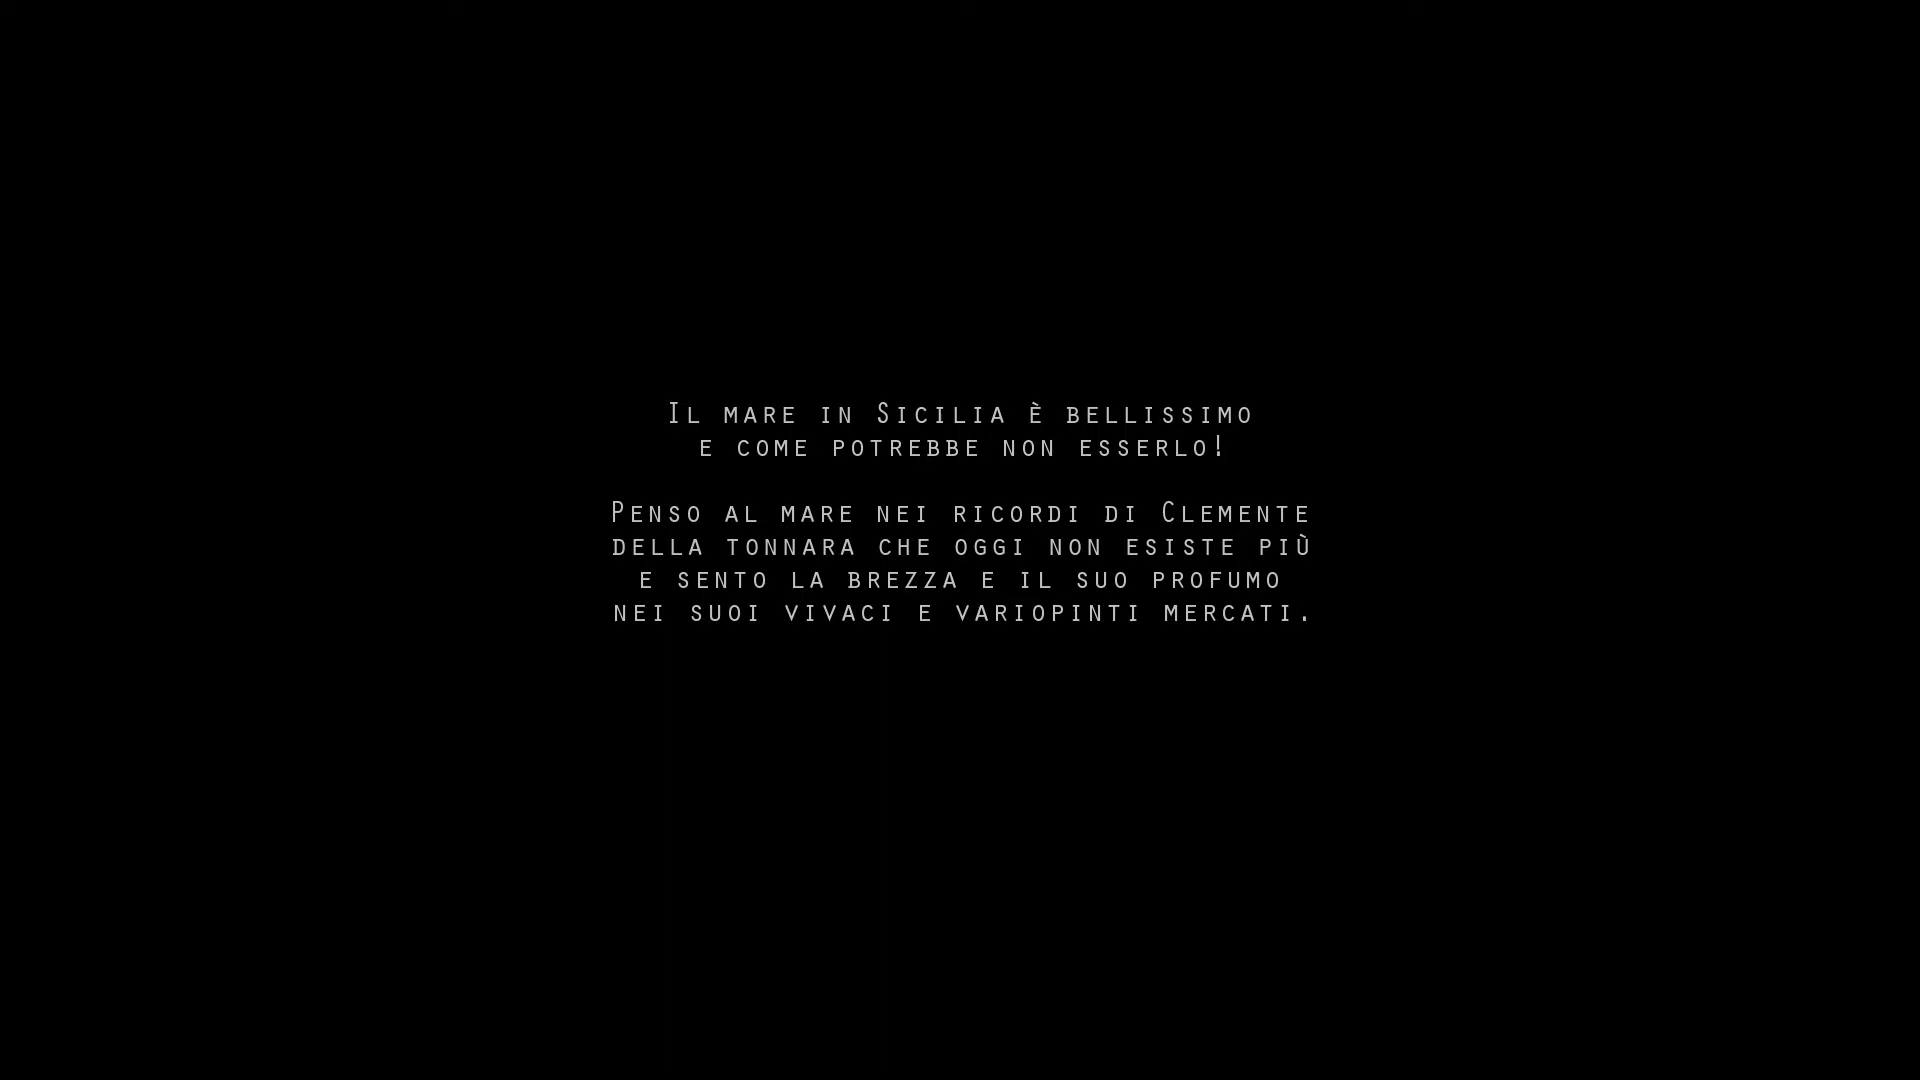 Il mare in Sicilia è bellissimo
e come potrebbe non esserlo!
Penso al mare nei ricordi di Clemente
della tonnara che oggi non esiste più
e sento la brezza e il suo profumo
nei suoi vivaci e variopinti mercati.